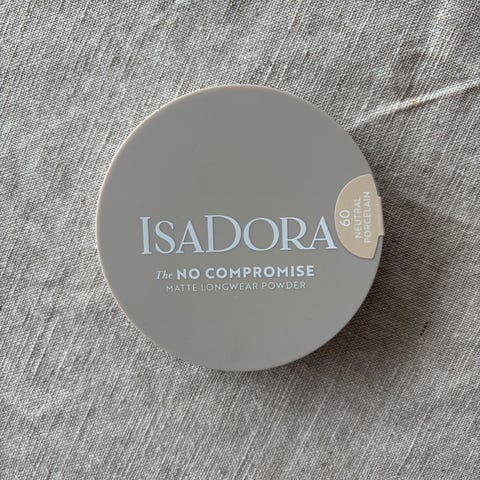 ISADORA
The NO COMPROMISE
MATTE LONGWEAR POWDER
60
NEUTRAL
PORCELAIN